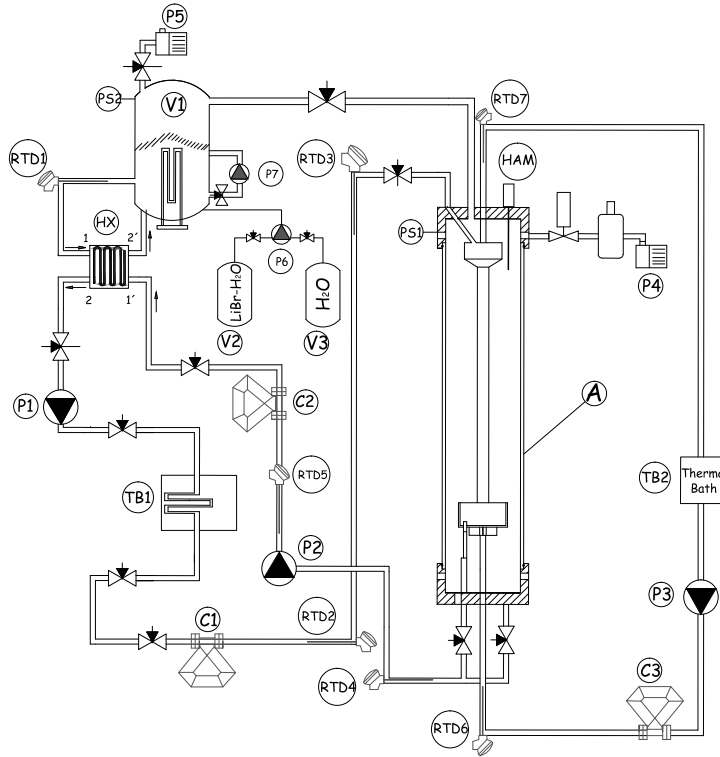 P5
PS2
V1
RTD7
RTD1
RTD3
HAM
P7
HX
1
2´
PS1
P6
P4
LiBr-H₂O
H₂O
2
1´
V2
V3
P1
C2
A
TB1
RTD5
TB2
Therma
Bath
P2
P3
C1
RTD2
RTD4
C3
RTD6